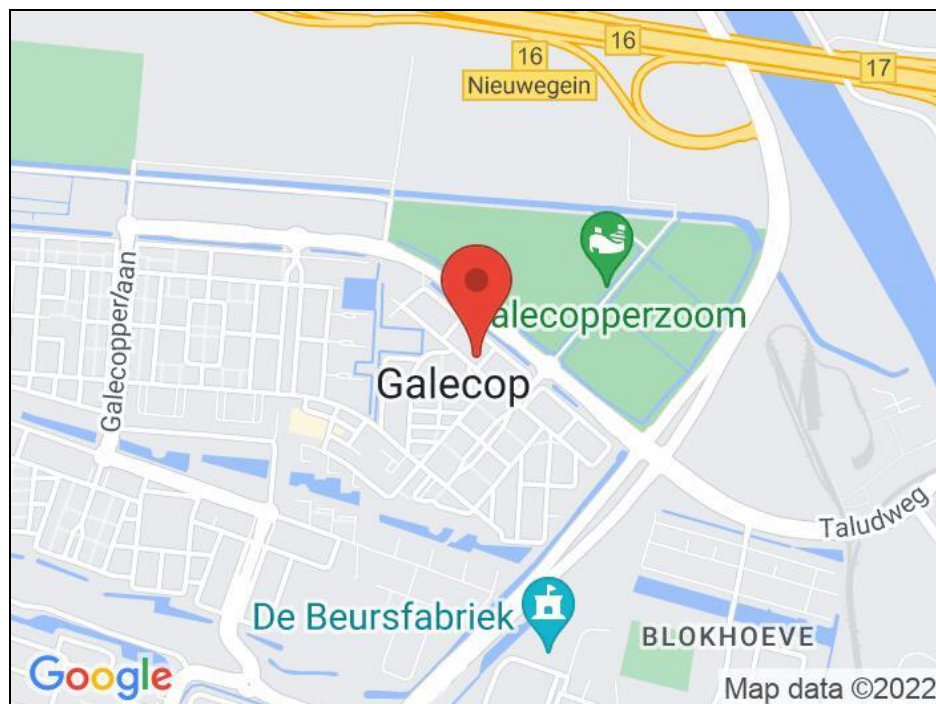 16
16
17
Nieuwegein
Galecopperlaan
alecopperzoom
Galecop
Taludweg
De Beursfabriek
BLOKHOEVE
Google
Map data ©2022